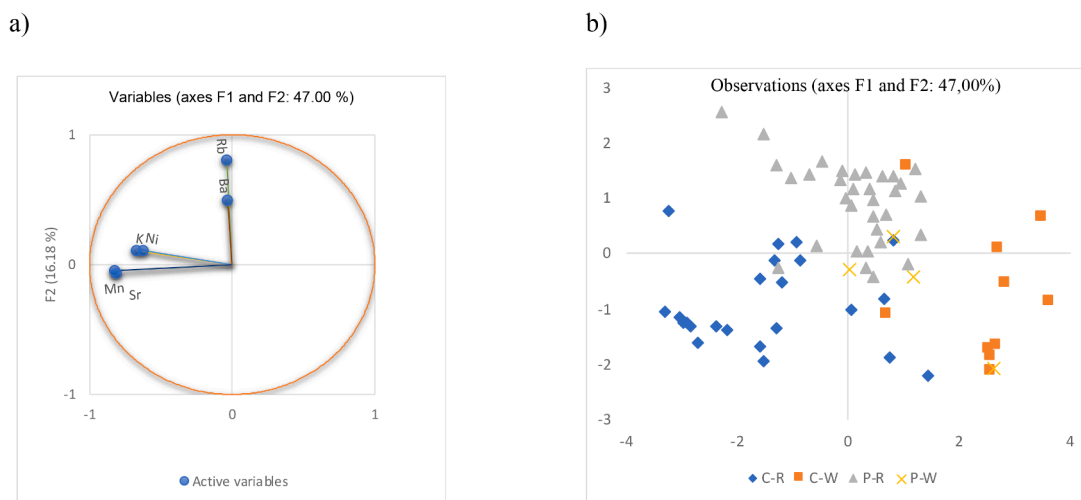 a)
b)
Variables (axes F1 and F2: 47.00 %)
1
0
-1
F2 (16.18 %)
Rb
Ba
KNi
Mn
Sr
-1
0
1
Active variables
Observations (axes F1 and F2: 47,00%)
3
2
1
0
-1
-2
-3
-4
-2
0
2
4
C-R
C-W
P-R
P-W